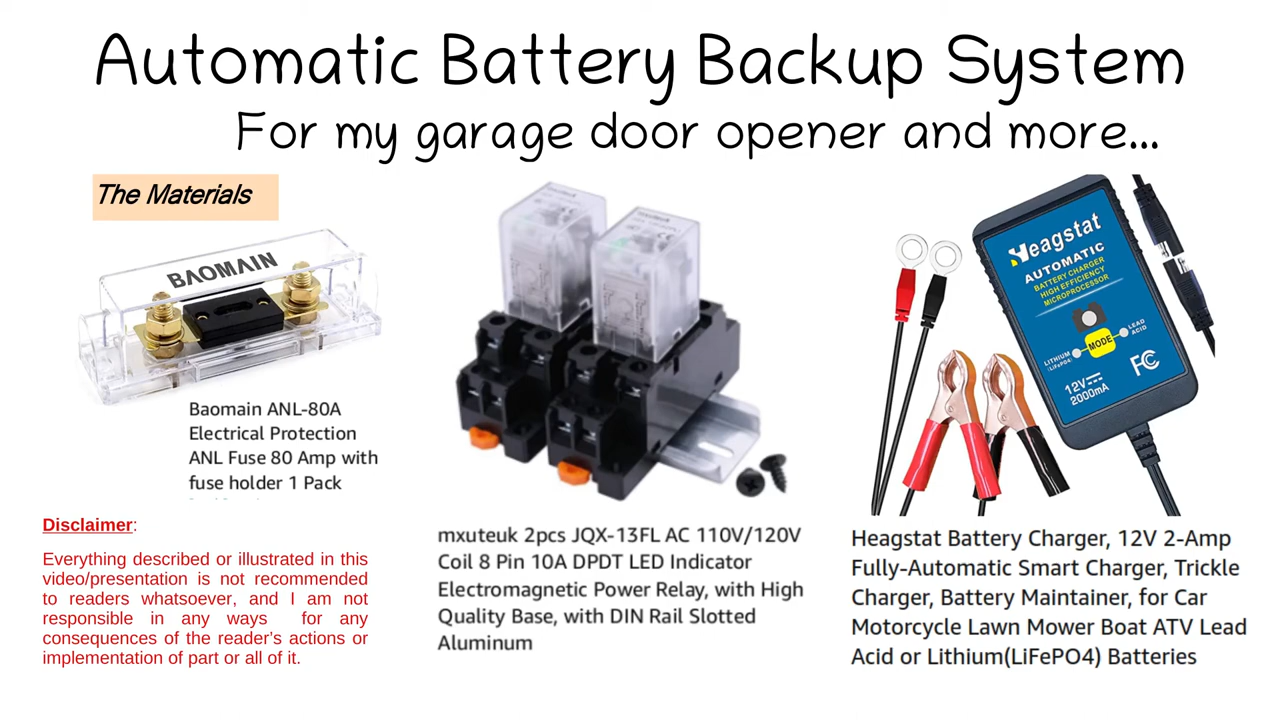 Automatic Battery Backup System
For my garage door opener and more...
The Materials
BAOMAIN
Baomain ANL-80A
Electrical Protection
ANL Fuse 80 Amp with
fuse holder 1 Pack
Disclaimer:
Everything described or illustrated in this
video/presentation is not recommended
to readers whatsoever, and I am not
responsible in any ways for any
consequences of the reader's actions or
implementation of part or all of it.
mxuteuk 2pcs JQX-13FL AC 110V/120V
Coil 8 Pin 10A DPDT LED Indicator
Electromagnetic Power Relay, with High
Quality Base, with DIN Rail Slotted
Aluminum
Heagstat
AUTOMATIC
BATTERY CHARGER
HIGH EFFICIENCY
MICROPROCESSOR
LITHIUM
(LiFePO4)
MODE
LEAD
ACID
12V
2000mA
FC
Heagstat Battery Charger, 12V 2-Amp
Fully-Automatic Smart Charger, Trickle
Charger, Battery Maintainer, for Car
Motorcycle Lawn Mower Boat ATV Lead
Acid or Lithium(LiFePO4) Batteries